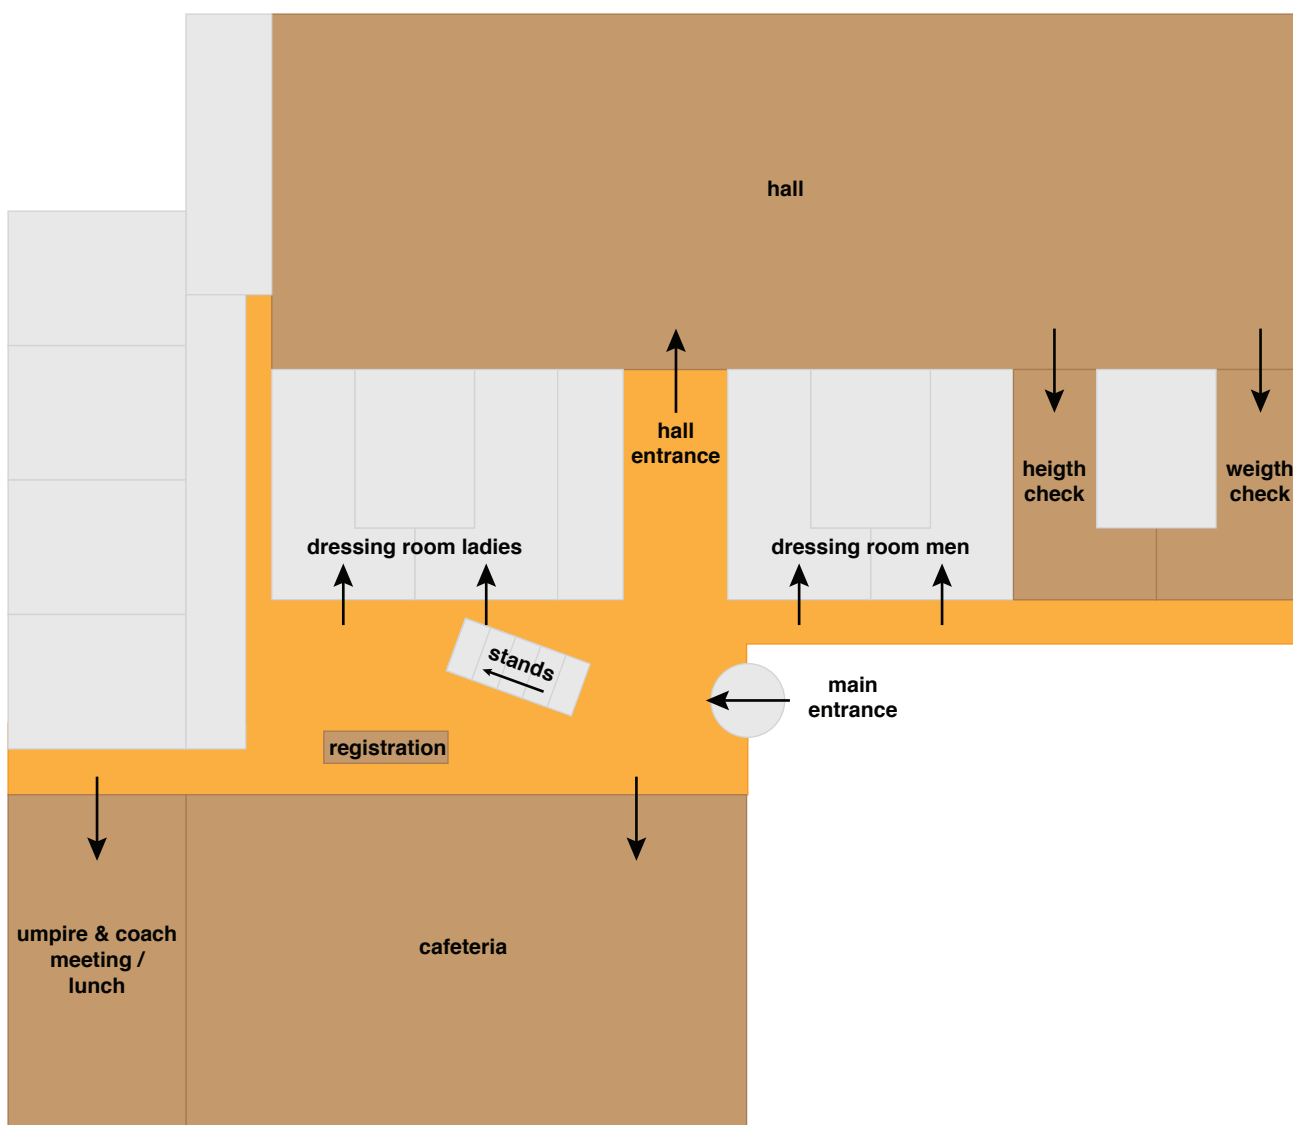 hall
hall
entrance
heigth
check
weigth
check
dressing room ladies
dressing room men
stands
main
entrance
registration
umpire & coach
meeting /
lunch
cafeteria